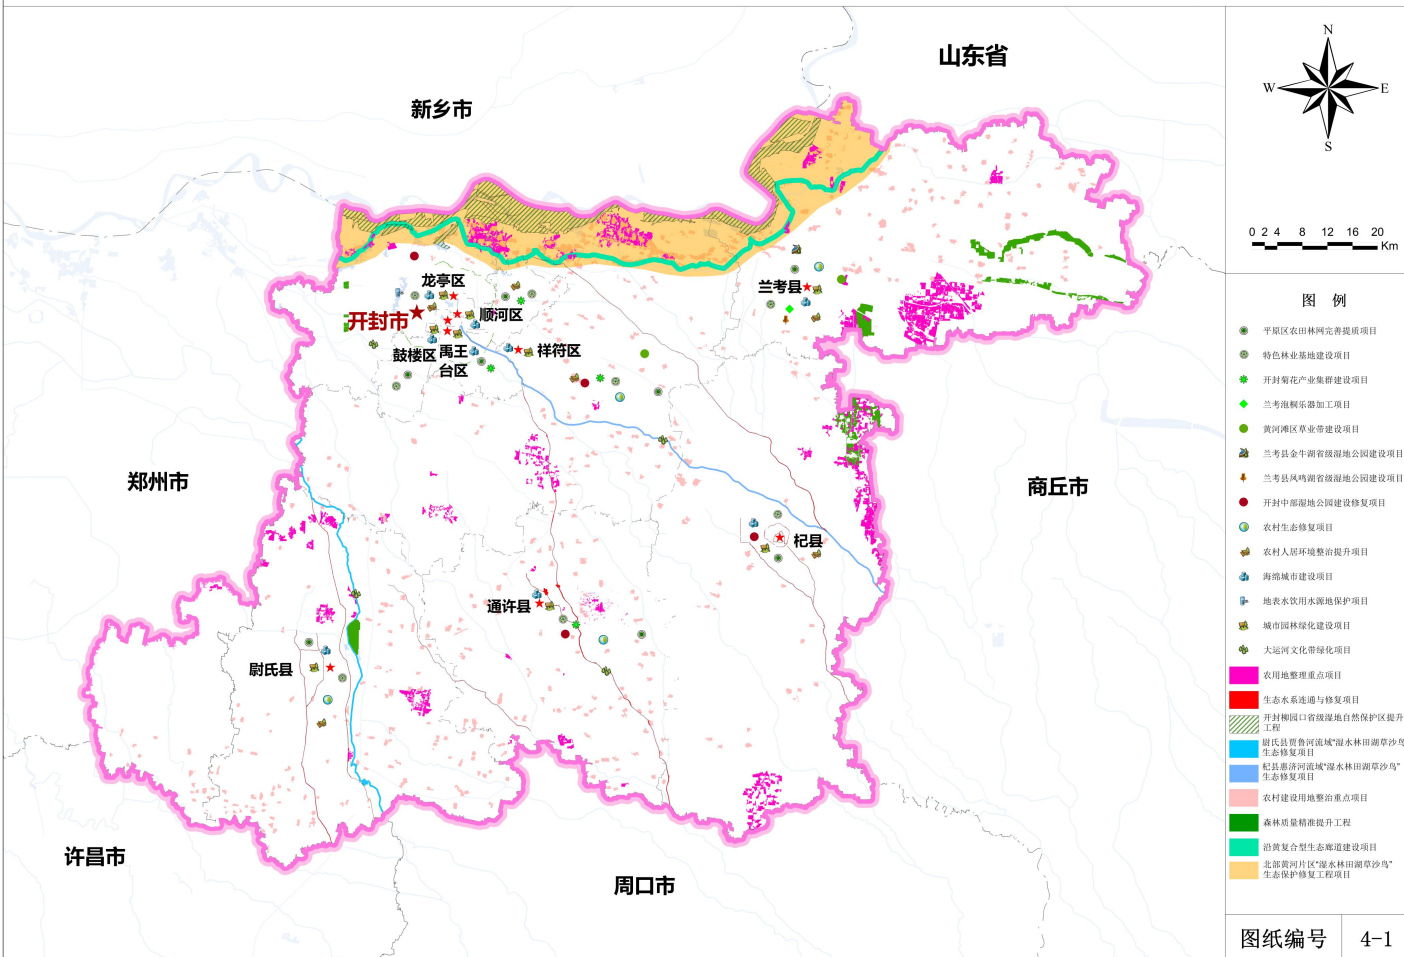 山东省
新乡市
N
W
E
S
0 2 4 8 12 16 20
Km
龙亭区
兰考县
开封市
顺河区
鼓楼区
禹王
台区
祥符区
郑州市
商丘市
杞县
通许县
尉氏县
许昌市
周口市
图 例
平原区农田林网完善提质项目
特色林业基地建设项目
开封菊花产业集群建设项目
兰考泡桐乐器加工项目
黄河滩区草业带建设项目
兰考县金牛湖省级湿地公园建设项目
兰考县凤鸣湖省级湿地公园建设项目
开封中部湿地公园建设修复项目
农村生态修复项目
农村人居环境整治提升项目
海绵城市建设项目
地表水饮用水源地保护项目
城市园林绿化建设项目
大运河文化带绿化项目
农用地整理重点项目
生态水系连通与修复项目
开封柳园口省级湿地自然保护区提升
工程
尉氏县贾鲁河流域“湿水林田湖草沙鸟
生态修复项目
杞县惠济河流域“湿水林田湖草沙鸟”
生态修复项目
农村建设用地整治重点项目
森林质量精准提升工程
沿黄复合型生态廊道建设项目
北部黄河片区“湿水林田湖草沙鸟”
生态保护修复工程项目
图纸编号 4-1